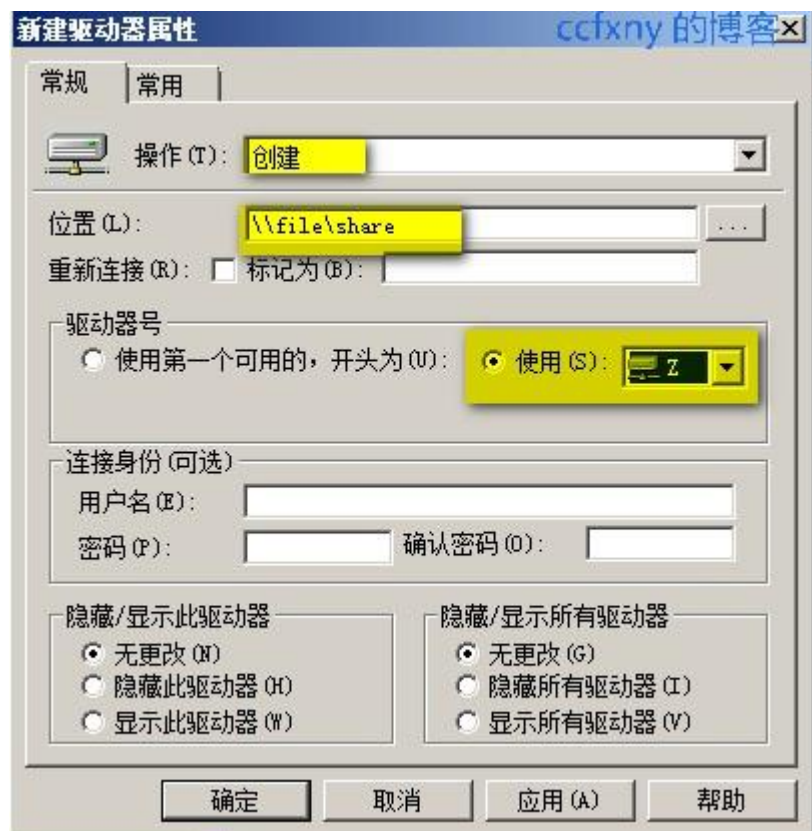 新建驱动器属性 ccfxny 的博客
常规 常用
操作(T): 创建
位置(L): \\file\share ...
重新连接(R): 标记为(B):
驱动器号
使用第一个可用的，开头为(U): 使用(S): Z
连接身份(可选)
用户名(E):
密码(P): 确认密码(O):
隐藏/显示此驱动器 隐藏/显示所有驱动器
无更改(N) 无更改(G)
隐藏此驱动器(H) 隐藏所有驱动器(I)
显示此驱动器(W) 显示所有驱动器(V)
确定 取消 应用(A) 帮助